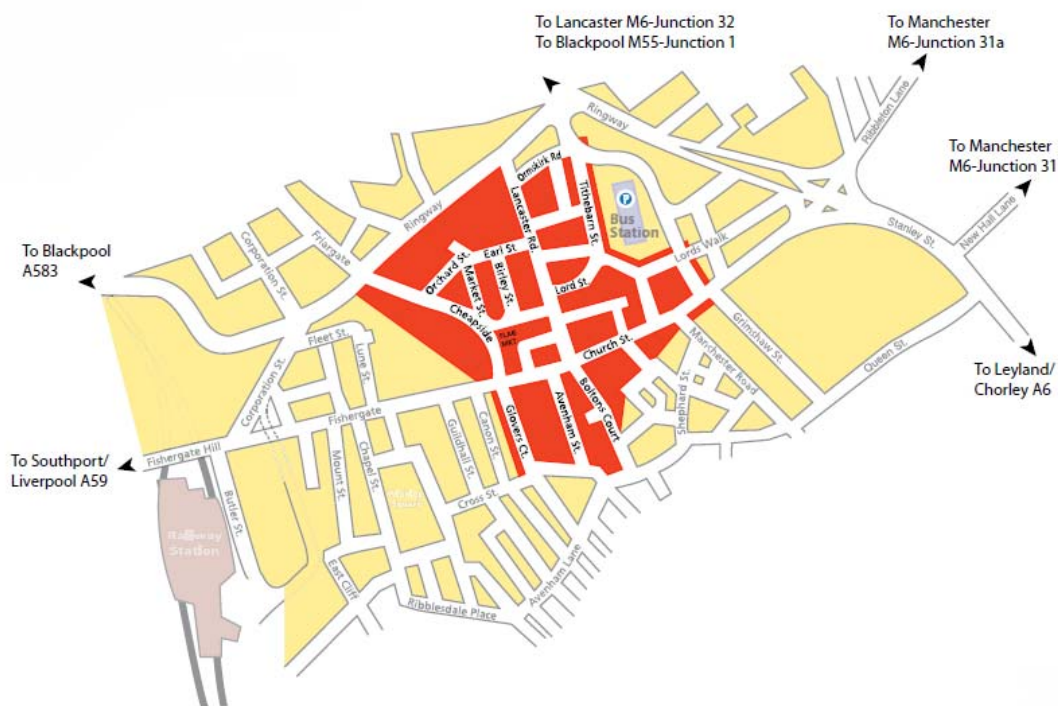 To Lancaster M6-Junction 32
To Blackpool M55-Junction 1
To Manchester
M6-Junction 31a
Ribbleton Lane
Ringway
To Manchester
M6-Junction 31
New Hall Lane
Stanley St.
Ormskirk Rd
Lancaster Rd.
Tithebarn St.
P
Bus
Station
Lords Walk
Ringway
Friargate
Corporation St.
To Blackpool
A583
Orchard St.
Earl St
Market St.
Birley St.
Lord St.
Cheapside
FLAG
MKT
Church St.
Grimshaw St.
Manchester Road
Queen St.
Shepherd St.
To Leyland/
Chorley A6
Fleet St.
Lune St.
Corporation St.
Fishergate
Glovers Ct.
Avenham St.
Boltons Court
Canon St.
Guildhall St.
Chapel St.
Mount St.
Cross St.
To Southport/
Liverpool A59
Fishergate Hill
Butler St.
Railway
Station
East Cliff
Ribblesdale Place
Avenham Lane